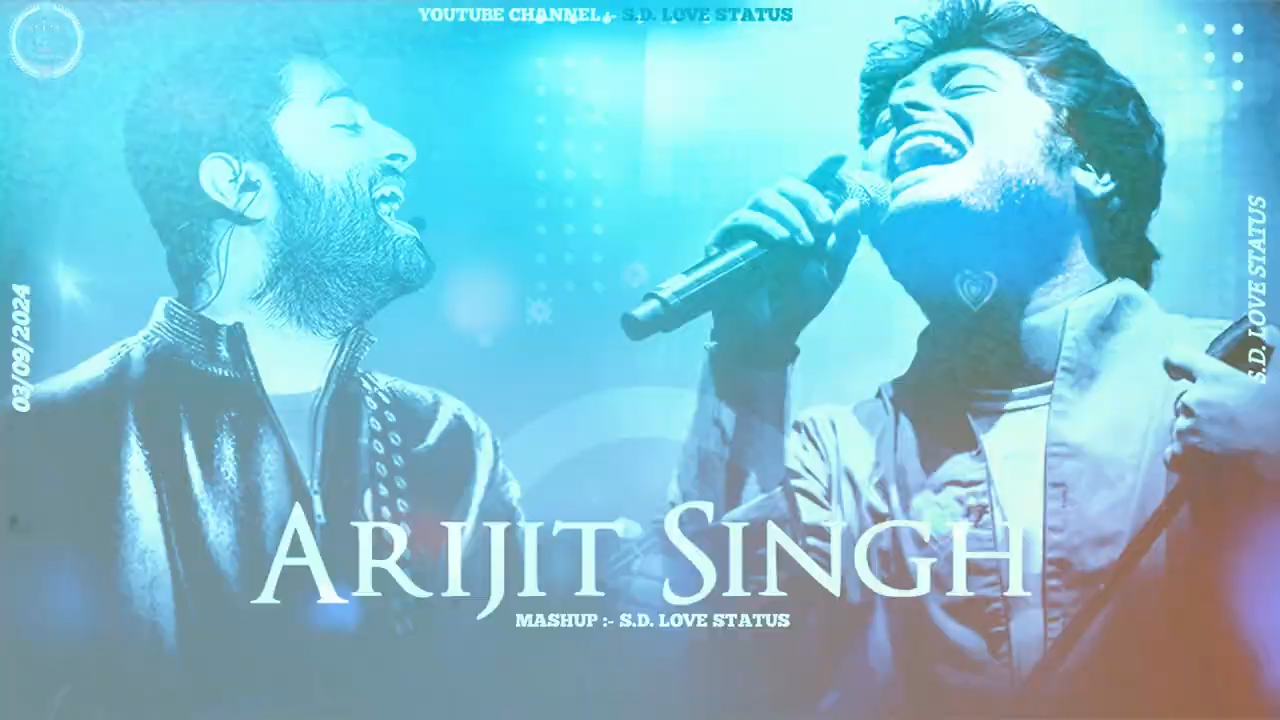 YOUTUBE CHANNEL :- S.D. LOVE STATUS
03/09/2024
S.D. LOVE STATUS
ARIJIT SINGH
MASHUP :- S.D. LOVE STATUS